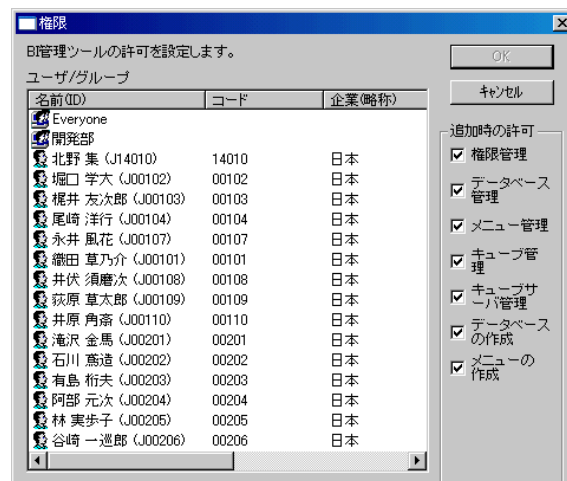 権限
BI管理ツールの許可を設定します。
ユーザ/グループ
名前(ID) コード 企業(略称)
Everyone
開発部
北野 集 (J14010) 14010 日本
堀口 学大 (J00102) 00102 日本
梶井 友次郎 (J00103) 00103 日本
尾崎 洋行 (J00104) 00104 日本
永井 風花 (J00107) 00107 日本
織田 草乃介 (J00101) 00101 日本
井伏 須磨次 (J00108) 00108 日本
荻原 草太郎 (J00109) 00109 日本
井原 角斎 (J00110) 00110 日本
滝沢 金馬 (J00201) 00201 日本
石川 蔦造 (J00202) 00202 日本
有島 桁夫 (J00203) 00203 日本
阿部 元次 (J00204) 00204 日本
林 実歩子 (J00205) 00205 日本
谷崎 一巡郎 (J00206) 00206 日本
OK
キャンセル
追加時の許可
権限管理
データベース
管理
メニュー管理
キューブ管
理
キューブサ
ーバ管理
データベース
の作成
メニューの
作成